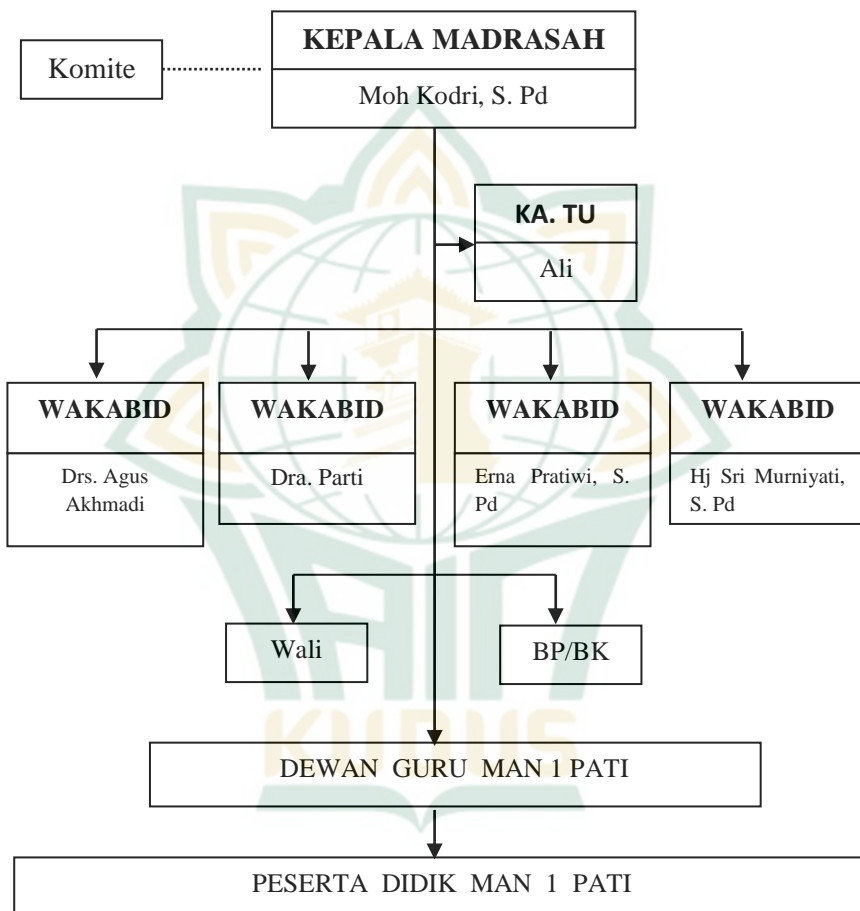 KEPALA MADRASAH
Komite
Moh Kodri, S. Pd
KA. TU
Ali
WAKABID
Drs. Agus
Akhmadi
WAKABID
Dra. Parti
WAKABID
Erna Pratiwi, S.
Pd
WAKABID
Hj Sri Murniyati,
S. Pd
Wali
BP/BK
KUDUS
DEWAN GURU MAN 1 PATI
PESERTA DIDIK MAN 1 PATI